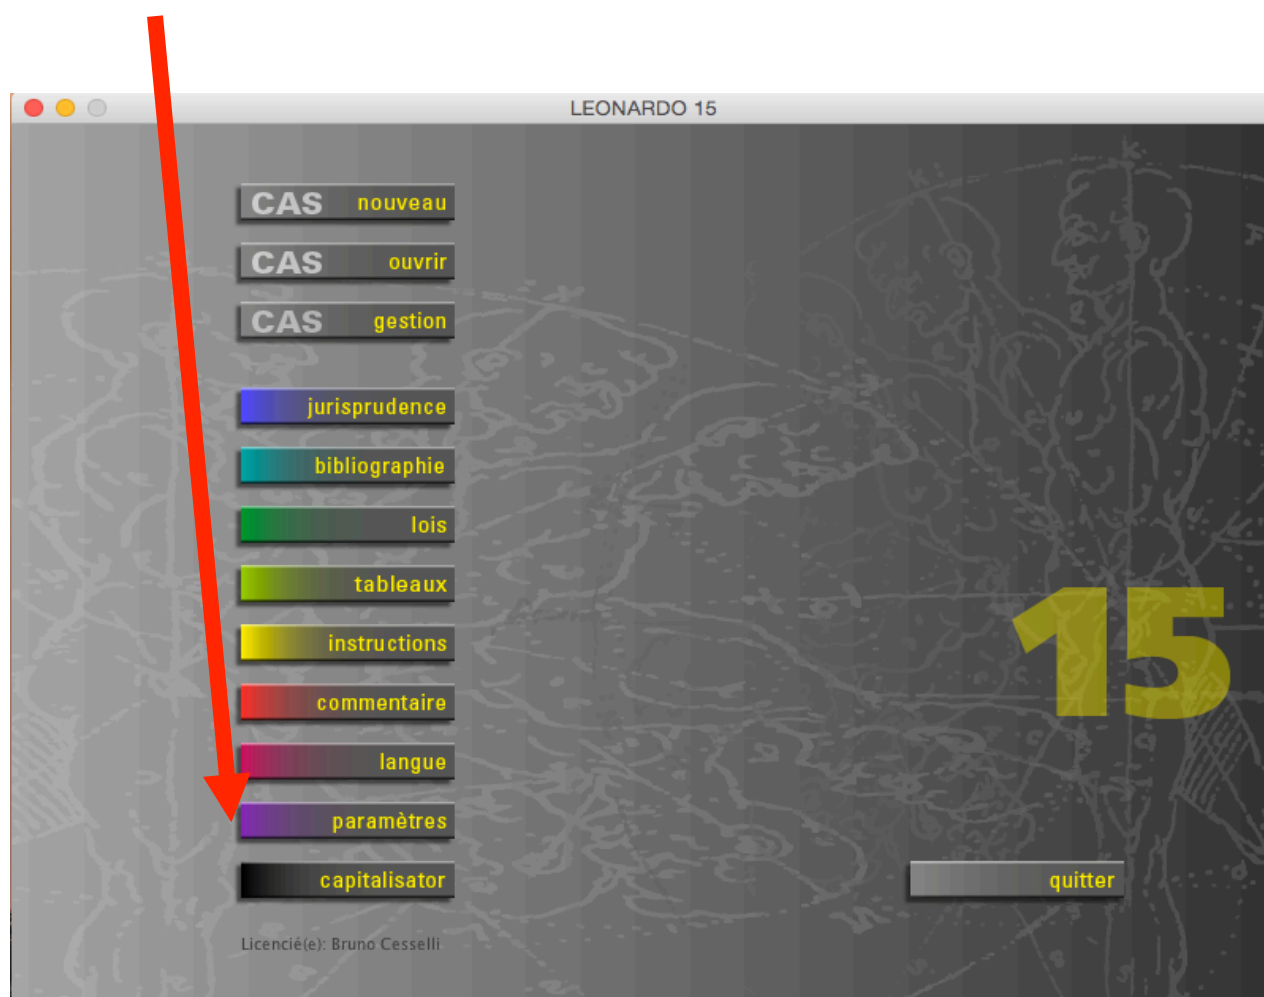 LEONARDO 15
CAS nouveau
CAS ouvrir
CAS gestion
jurisprudence
bibliographie
lois
tableaux
instructions
commentaire
langue
paramètres
capitalisator
15
quitter
Licencié(e): Bruno Cesselli